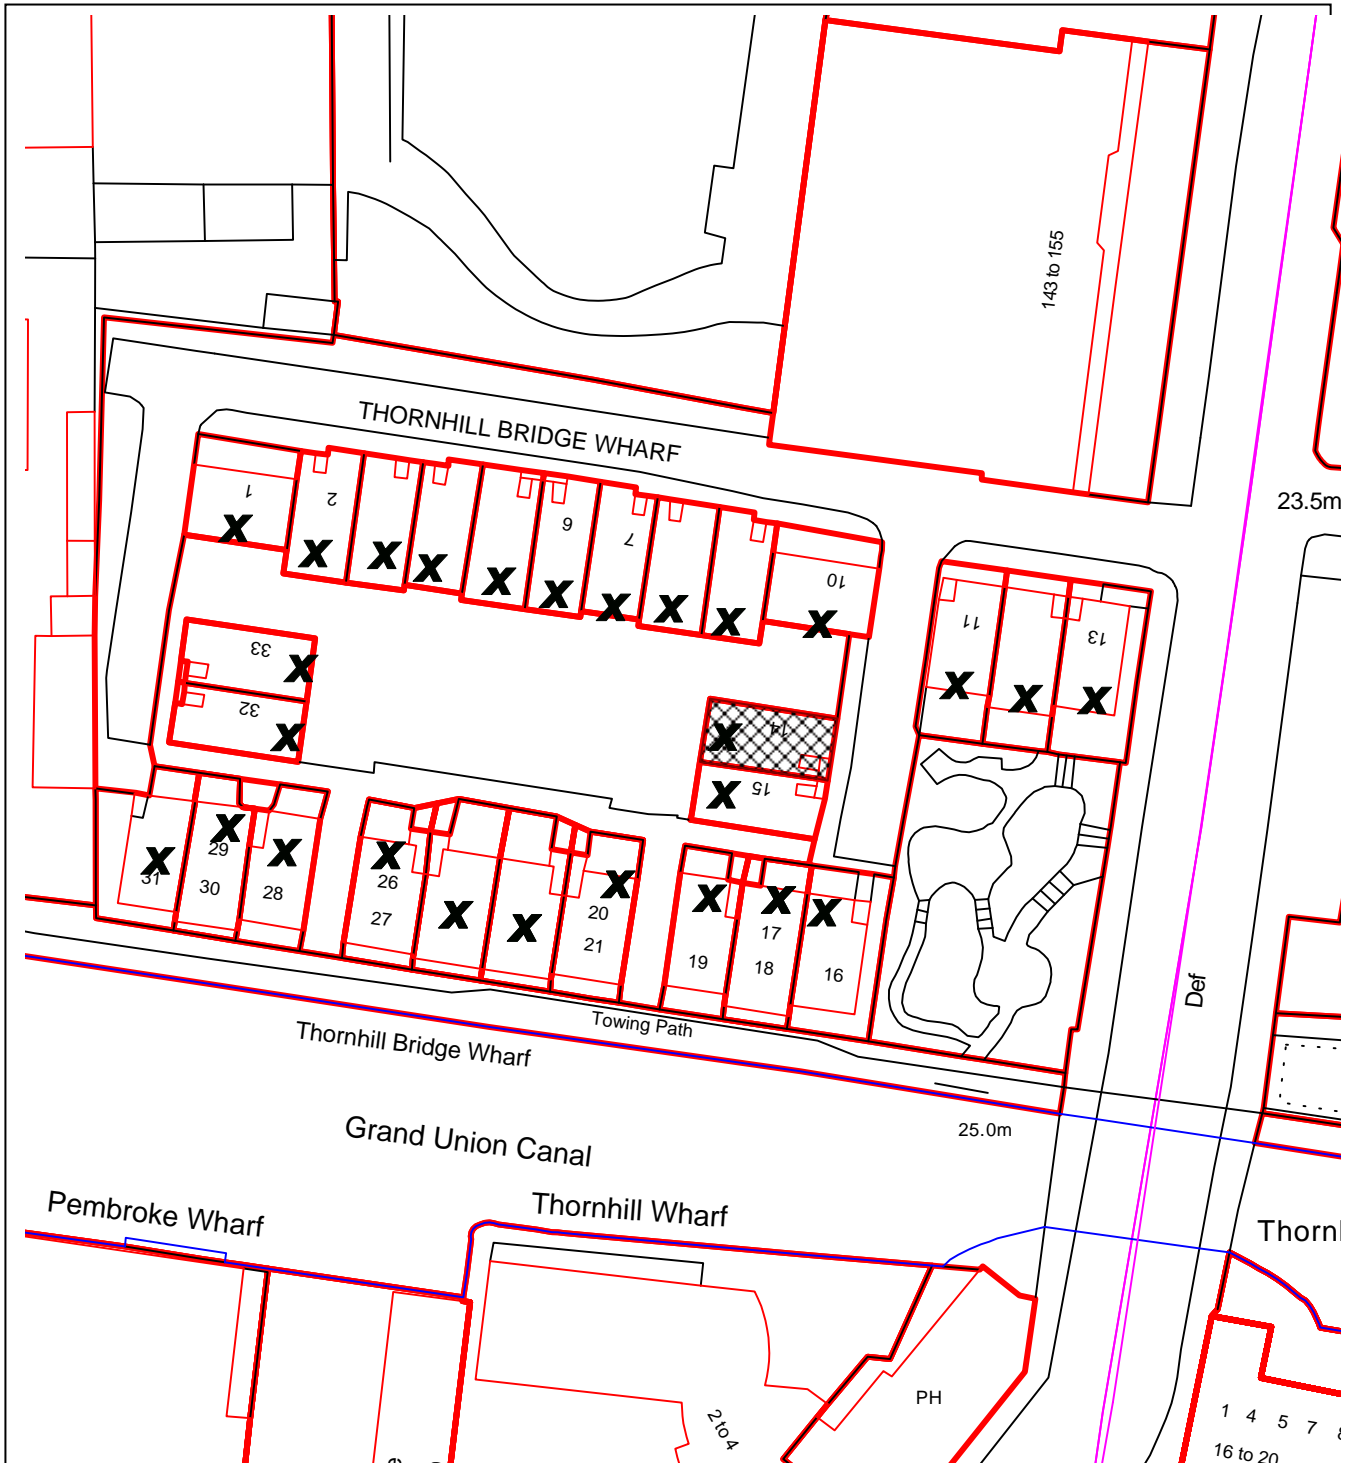 143 to 155
THORNHILL BRIDGE WHARF
23.5m
1
2
6
7
10
11
13
33
32
14
15
29
31
30
28
26
27
20
21
17
19
18
16
Def
Towing Path
Thornhill Bridge Wharf
25.0m
Grand Union Canal
Pembroke Wharf
Thornhill Wharf
PH
2 to 4
1 4 5 7
16 to 20